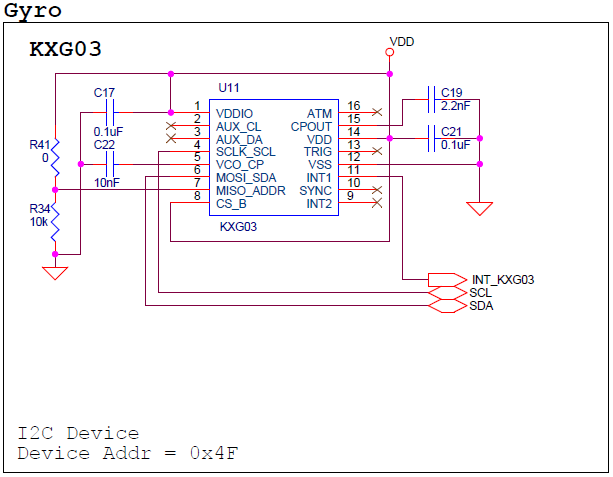 Gyro
KXG03
VDD
U11
C17
0.1uF
C22
10nF
R41
0
R34
10k
C19
2.2nF
C21
0.1uF
1 VDDIO
2 AUX_CL
3 AUX_DA
4 SCLK_SCL
5 VCO_CP
6 MOSI_SDA
7 MISO_ADDR
8 CS_B
ATM 16
CPOUT 15
VDD 14
TRIG 13
VSS 12
INT1 11
SYNC 10
INT2 9
KXG03
INT_KXG03
SCL
SDA
I2C Device
Device Addr = 0x4F